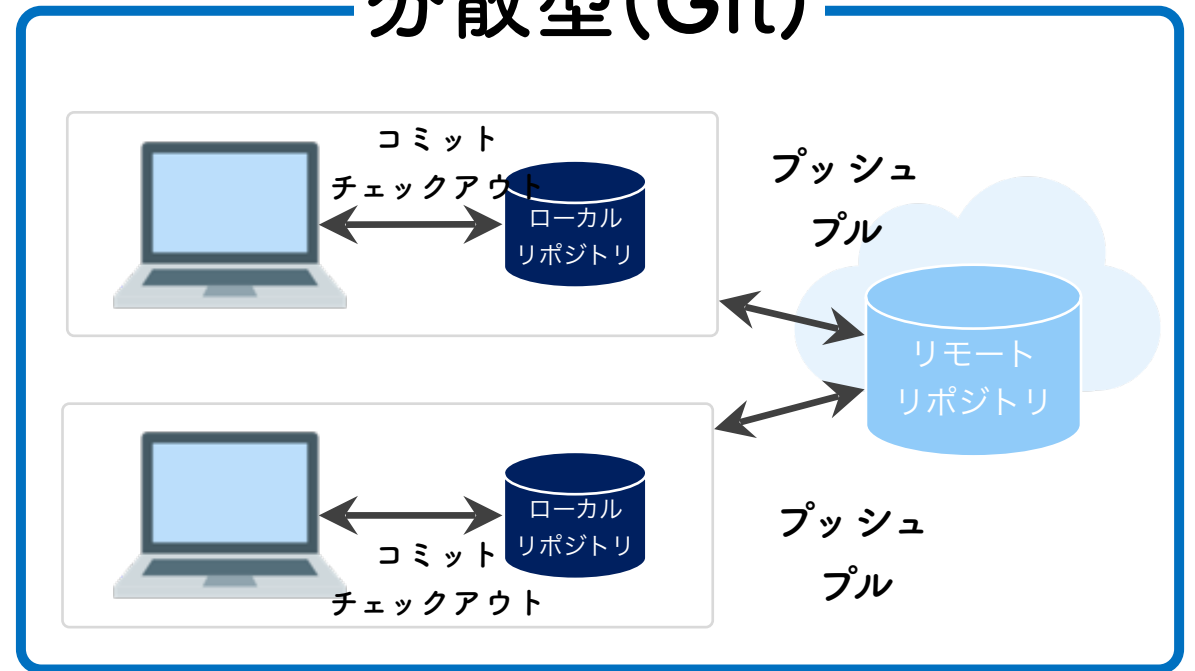 分散型(Git)
コミット
チェックアウト
ローカル
リポジトリ
プッシュ
プル
リモート
リポジトリ
ローカル
リポジトリ
コミット
チェックアウト
プッシュ
プル